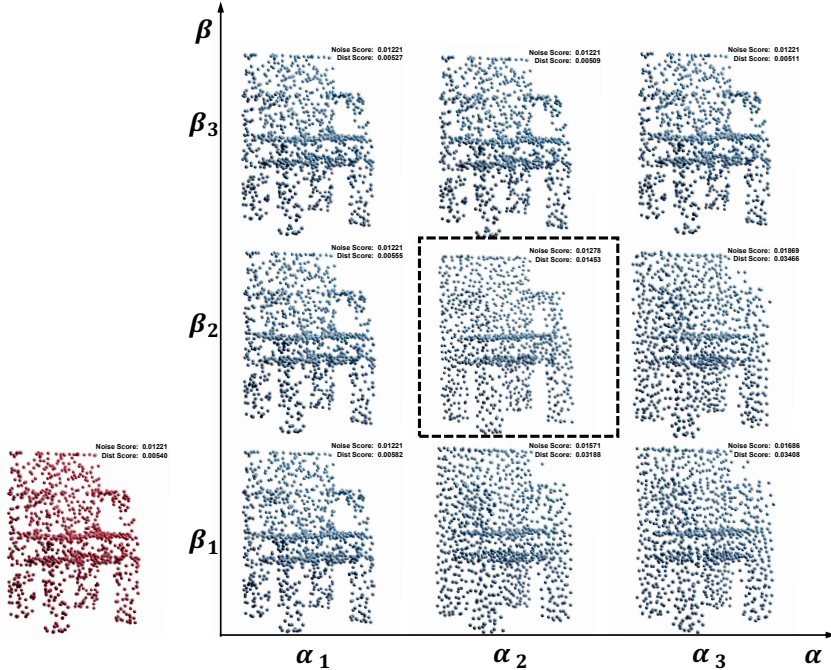 β
Noise Score: 0.01221
Dist Score: 0.00527
Noise Score: 0.01221
Dist Score: 0.00509
Noise Score: 0.01221
Dist Score: 0.00511
β3
Noise Score: 0.01221
Dist Score: 0.00555
Noise Score: 0.01278
Dist Score: 0.01453
Noise Score: 0.01869
Dist Score: 0.03466
β2
Noise Score: 0.01221
Dist Score: 0.00540
Noise Score: 0.01221
Dist Score: 0.00582
Noise Score: 0.01571
Dist Score: 0.03188
Noise Score: 0.01686
Dist Score: 0.03408
β1
α1 α2 α3 α